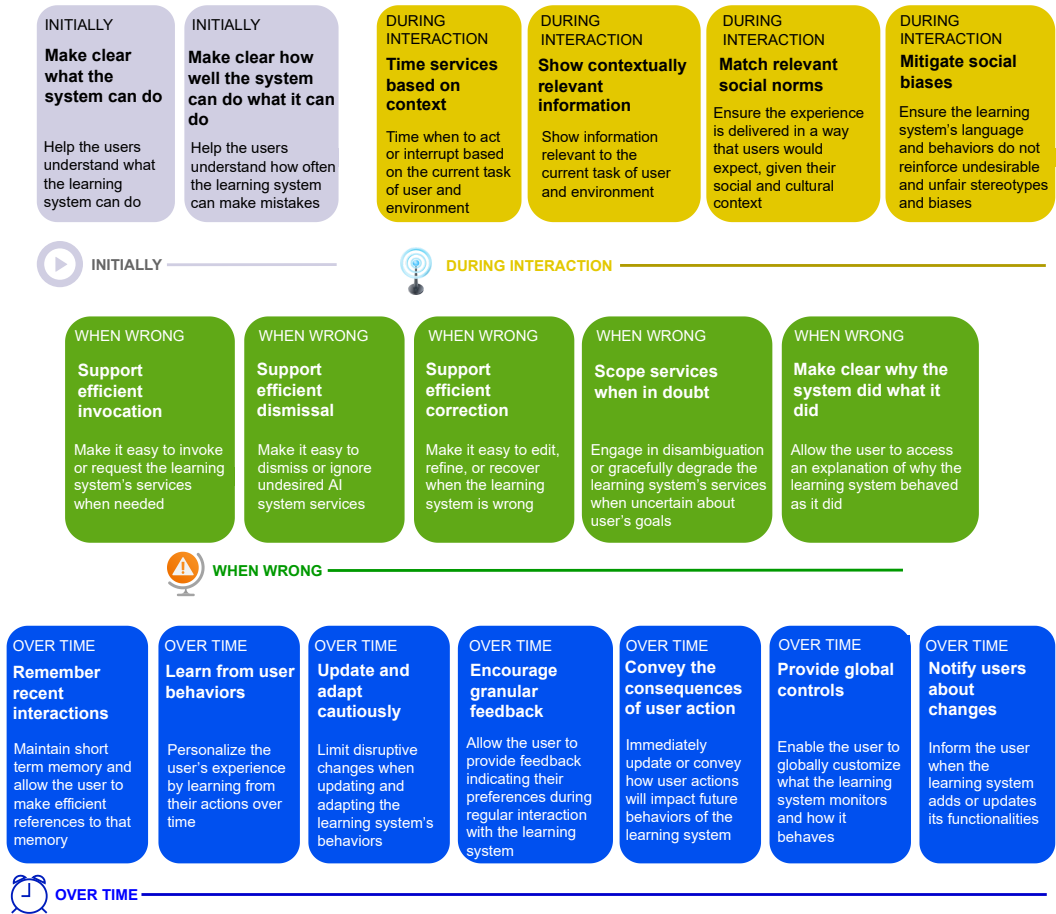 INITIALLY
Make clear
what the
system can do
Help the users
understand what
the learning
system can do
INITIALLY
Make clear how
well the system
can do what it can
do
Help the users
understand how often
the learning system
can make mistakes
DURING
INTERACTION
Time services
based on
context
Time when to act
or interrupt based
on the current task
of user and
environment
DURING
INTERACTION
Show contextually
relevant
information
Show information
relevant to the
current task of user
and environment
DURING
INTERACTION
Match relevant
social norms
Ensure the experience
is delivered in a way
that users would
expect, given their
social and cultural
context
DURING
INTERACTION
Mitigate social
biases
Ensure the learning
system's language
and behaviors do not
reinforce undesirable
and unfair stereotypes
and biases
INITIALLY
DURING INTERACTION
WHEN WRONG
Support
efficient
invocation
Make it easy to invoke
or request the learning
system's services
when needed
WHEN WRONG
Support
efficient
dismissal
Make it easy to
dismiss or ignore
undesired AI
system services
WHEN WRONG
Support
efficient
correction
Make it easy to edit,
refine, or recover
when the learning
system is wrong
WHEN WRONG
Scope services
when in doubt
Engage in disambiguation
or gracefully degrade the
learning system's services
when uncertain about
user's goals
WHEN WRONG
Make clear why the
system did what it
did
Allow the user to access
an explanation of why the
learning system behaved
as it did
WHEN WRONG
OVER TIME
Remember
recent
interactions
Maintain short
term memory and
allow the user to
make efficient
references to that
memory
OVER TIME
Learn from user
behaviors
Personalize the
user's experience
by learning from
their actions over
time
OVER TIME
Update and
adapt
cautiously
Limit disruptive
changes when
updating and
adapting the
learning system's
behaviors
OVER TIME
Encourage
granular
feedback
Allow the user to
provide feedback
indicating their
preferences during
regular interaction
with the learning
system
OVER TIME
Convey the
consequences
of user action
Immediately
update or convey
how user actions
will impact future
behaviors of the
learning system
OVER TIME
Provide global
controls
Enable the user to
globally customize
what the learning
system monitors
and how it
behaves
OVER TIME
Notify users
about
changes
Inform the user
when the
learning system
adds or updates
its functionalities
OVER TIME